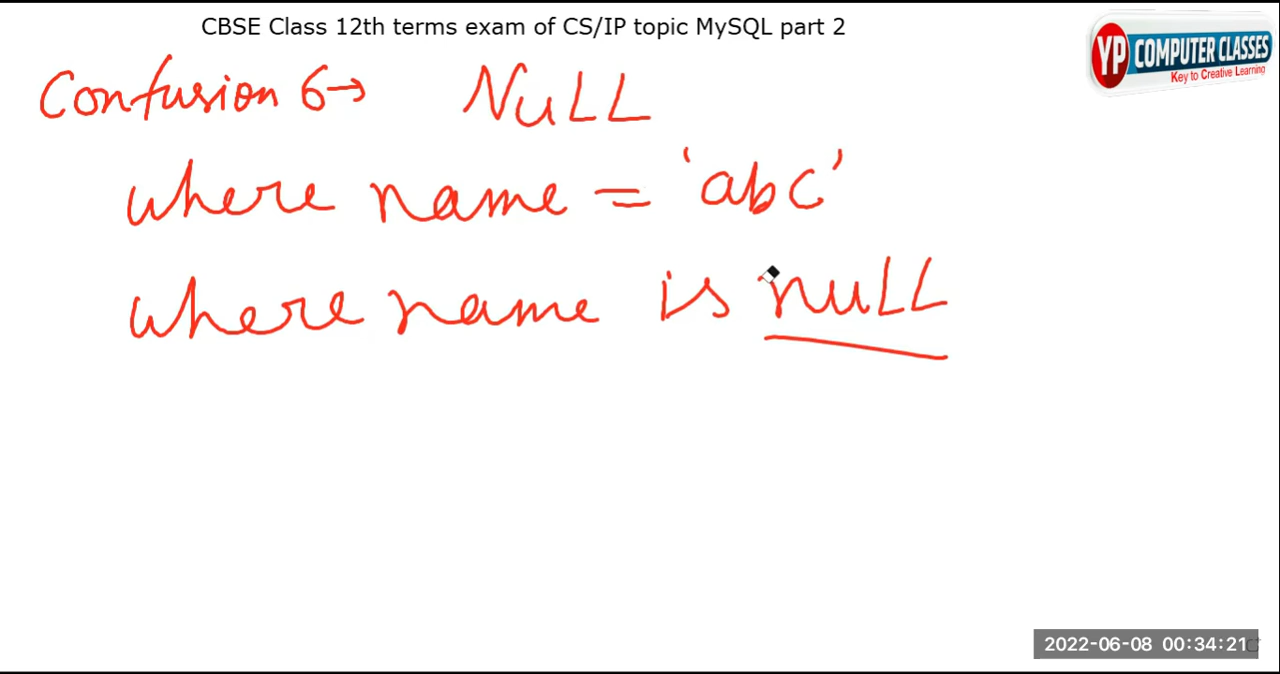 CBSE Class 12th terms exam of CS/IP topic MySQL part 2
YP COMPUTER CLASSES
Key to Creative Learning
Confusion 6→ NULL
where name = 'abc'
where name is nuLL
2022-06-08 00:34:21